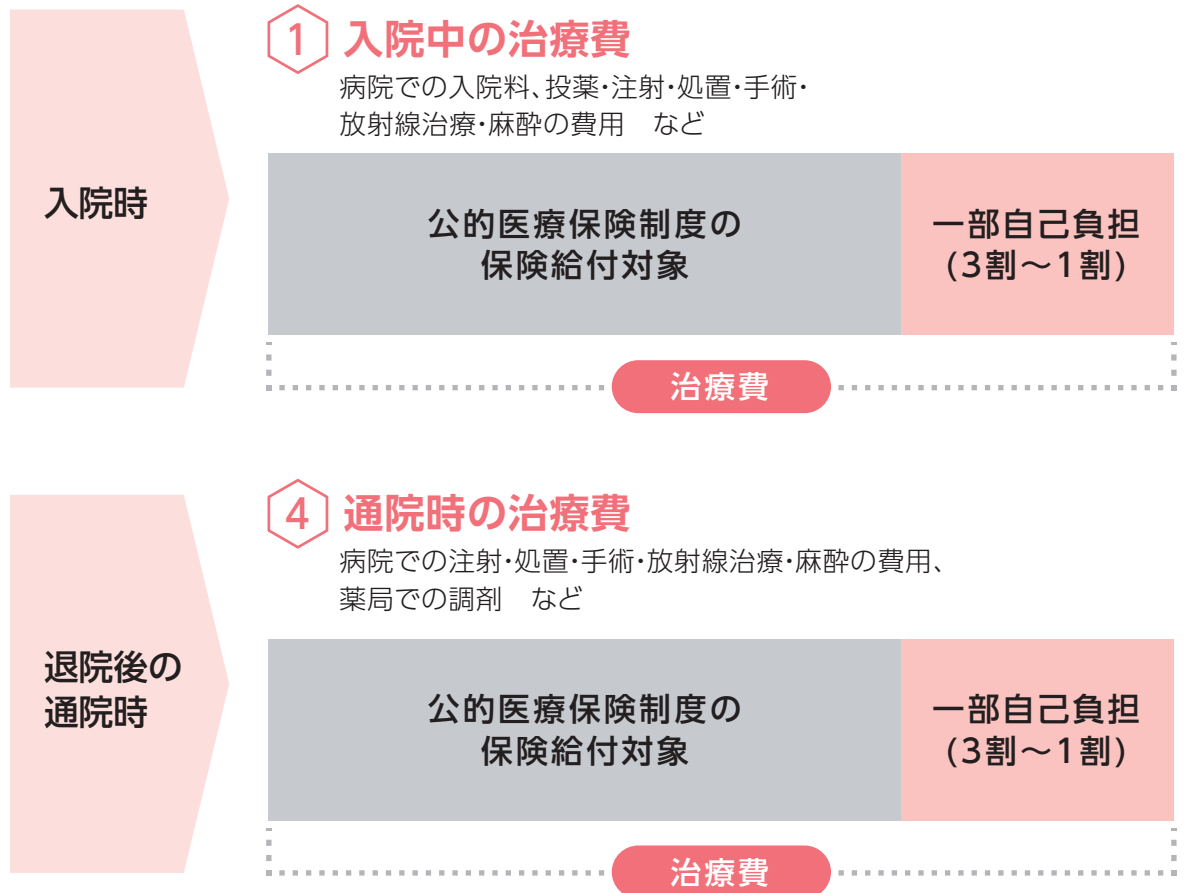 入院時
1 入院中の治療費
病院での入院料、投薬・注射・処置・手術・
放射線治療・麻酔の費用　など
公的医療保険制度の
保険給付対象
一部自己負担
(3割～1割)
治療費
退院後の
通院時
4 通院時の治療費
病院での注射・処置・手術・放射線治療・麻酔の費用、
薬局での調剤　など
公的医療保険制度の
保険給付対象
一部自己負担
(3割～1割)
治療費